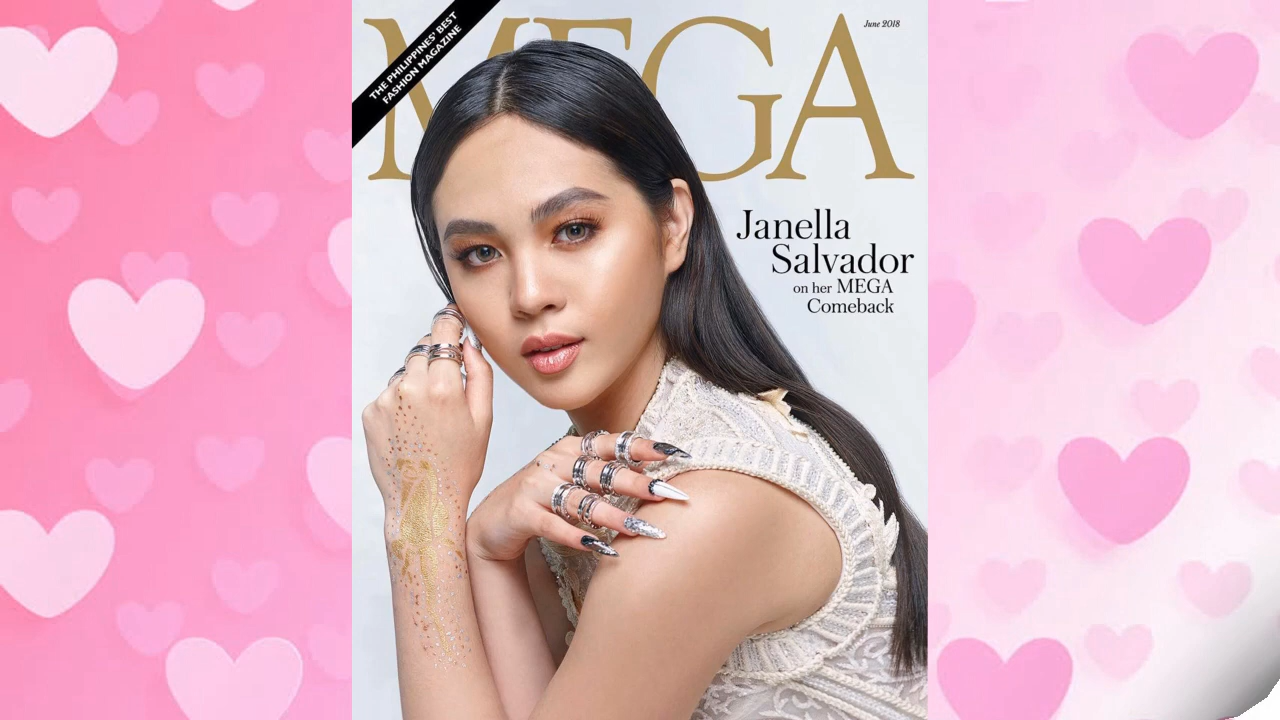 THE PHILIPPINES' BEST
FASHION MAGAZINE
MEGA
June 2018
Janella
Salvador
on her MEGA
Comeback